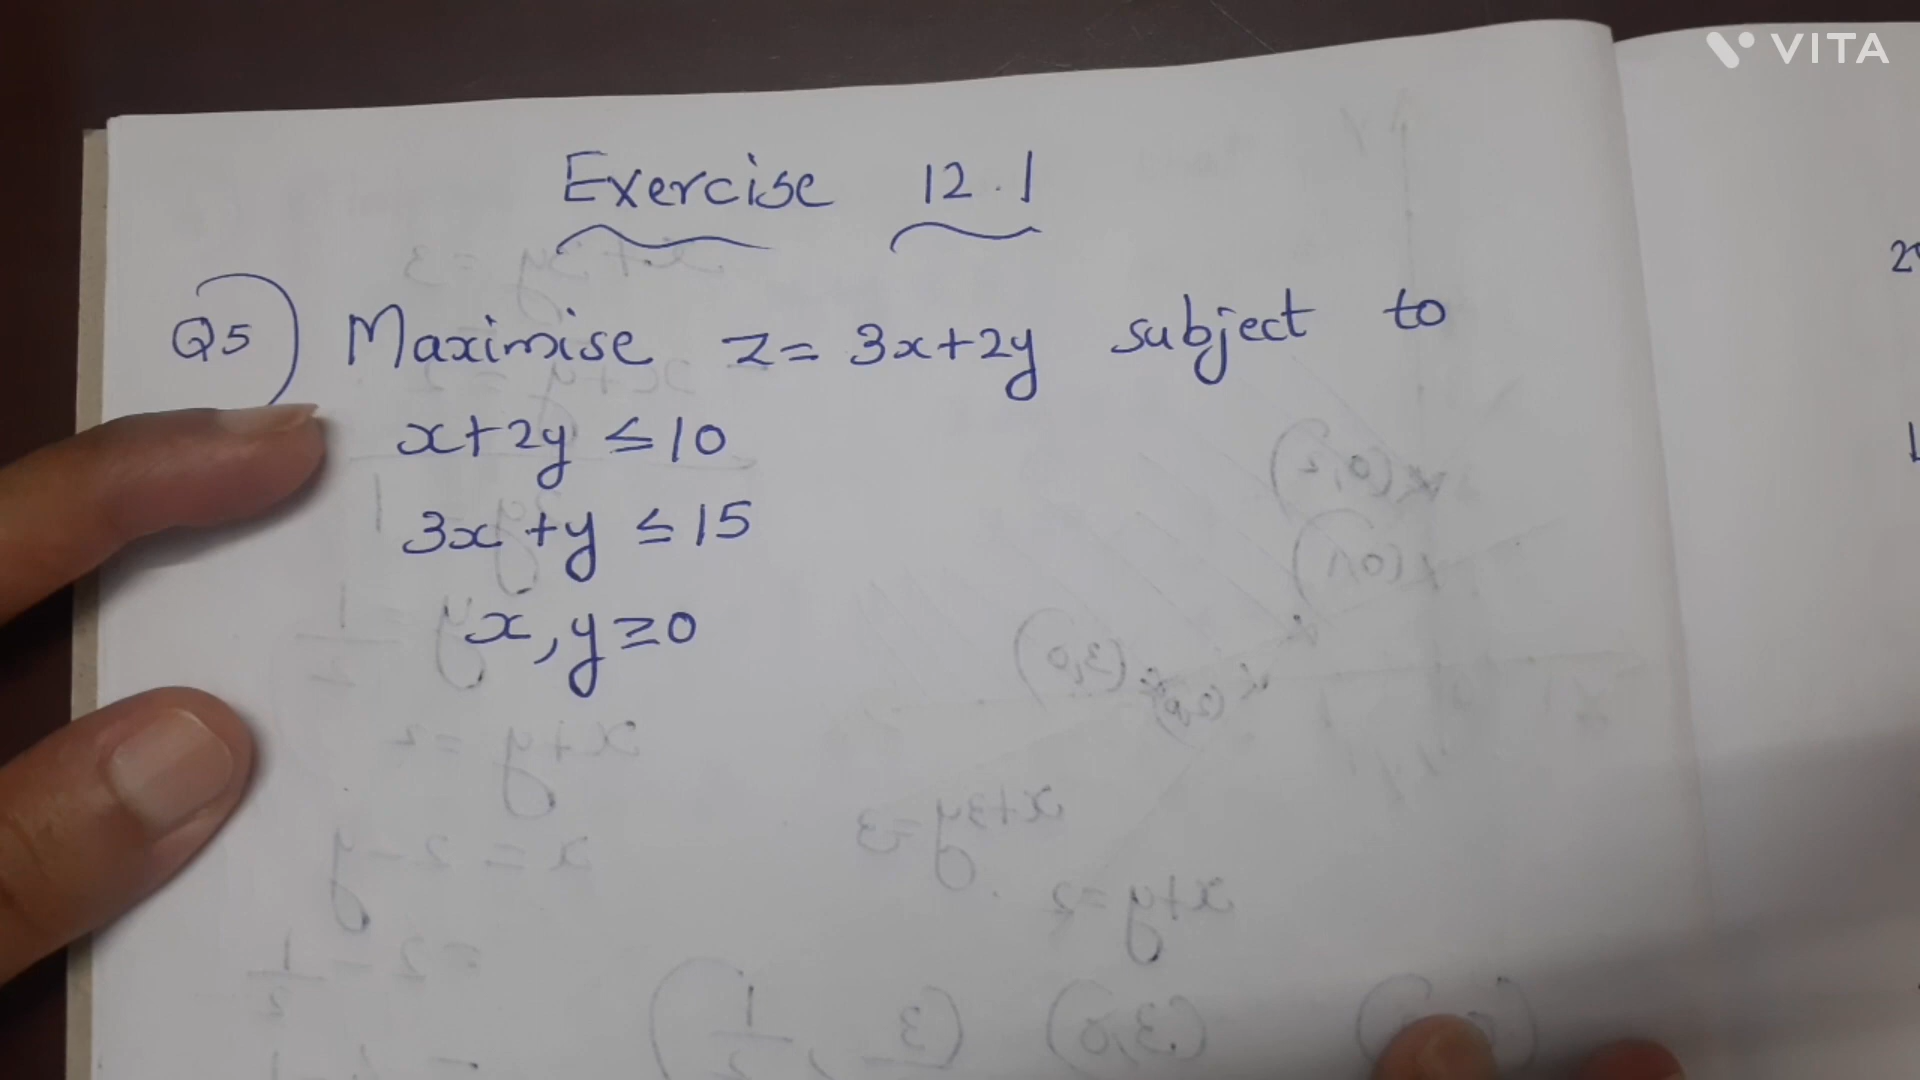 VITA
Exercise 12.1
Q5) Maximise z = 3x+2y subject to
x+2y ≤ 10
3x+y ≤ 15
x, y ≥ 0